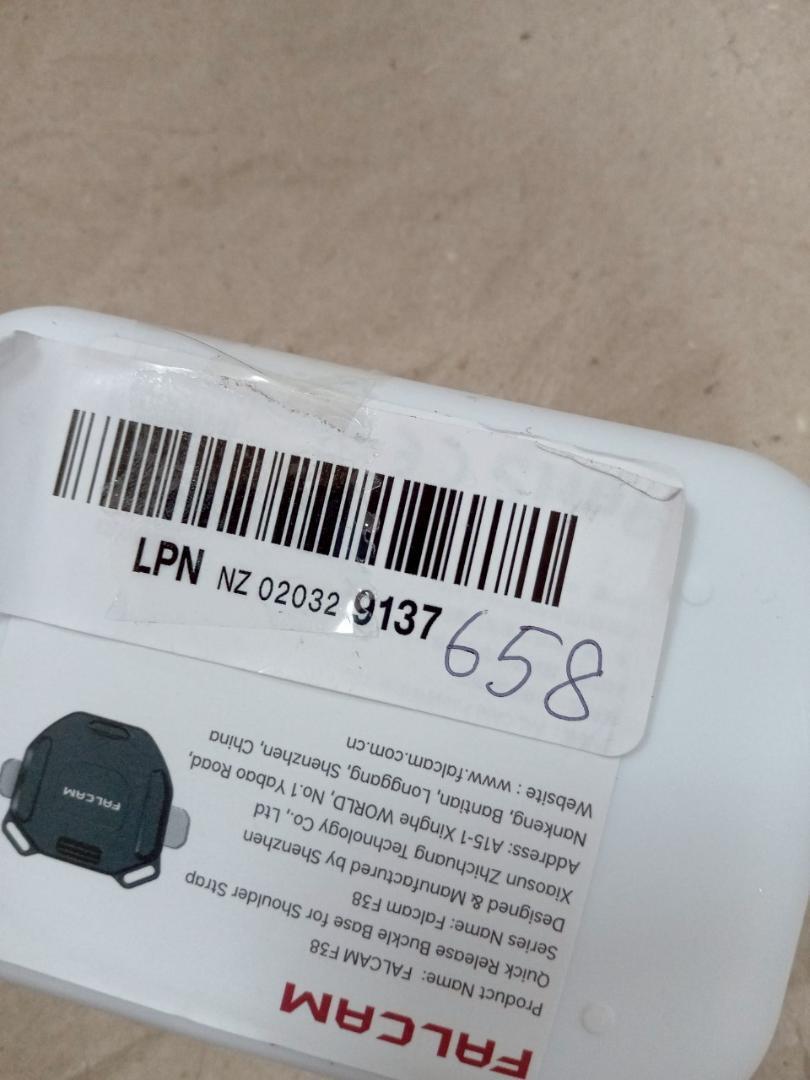 LPN NZ 02032 9137
658
FALCAM
Product Name: FALCAM F38
Quick Release Buckle Base for Shoulder Strap
Series Name: Falcam F38
Designed & Manufactured by Shenzhen
Xiaosun Zhichuang Technology Co., Ltd
Address: A15-1 Xinghe WORLD, No.1 Yabao Road,
Nankeng, Bantian, Longgang, Shenzhen, China
Website : www.falcam.com.cn
FALCAM